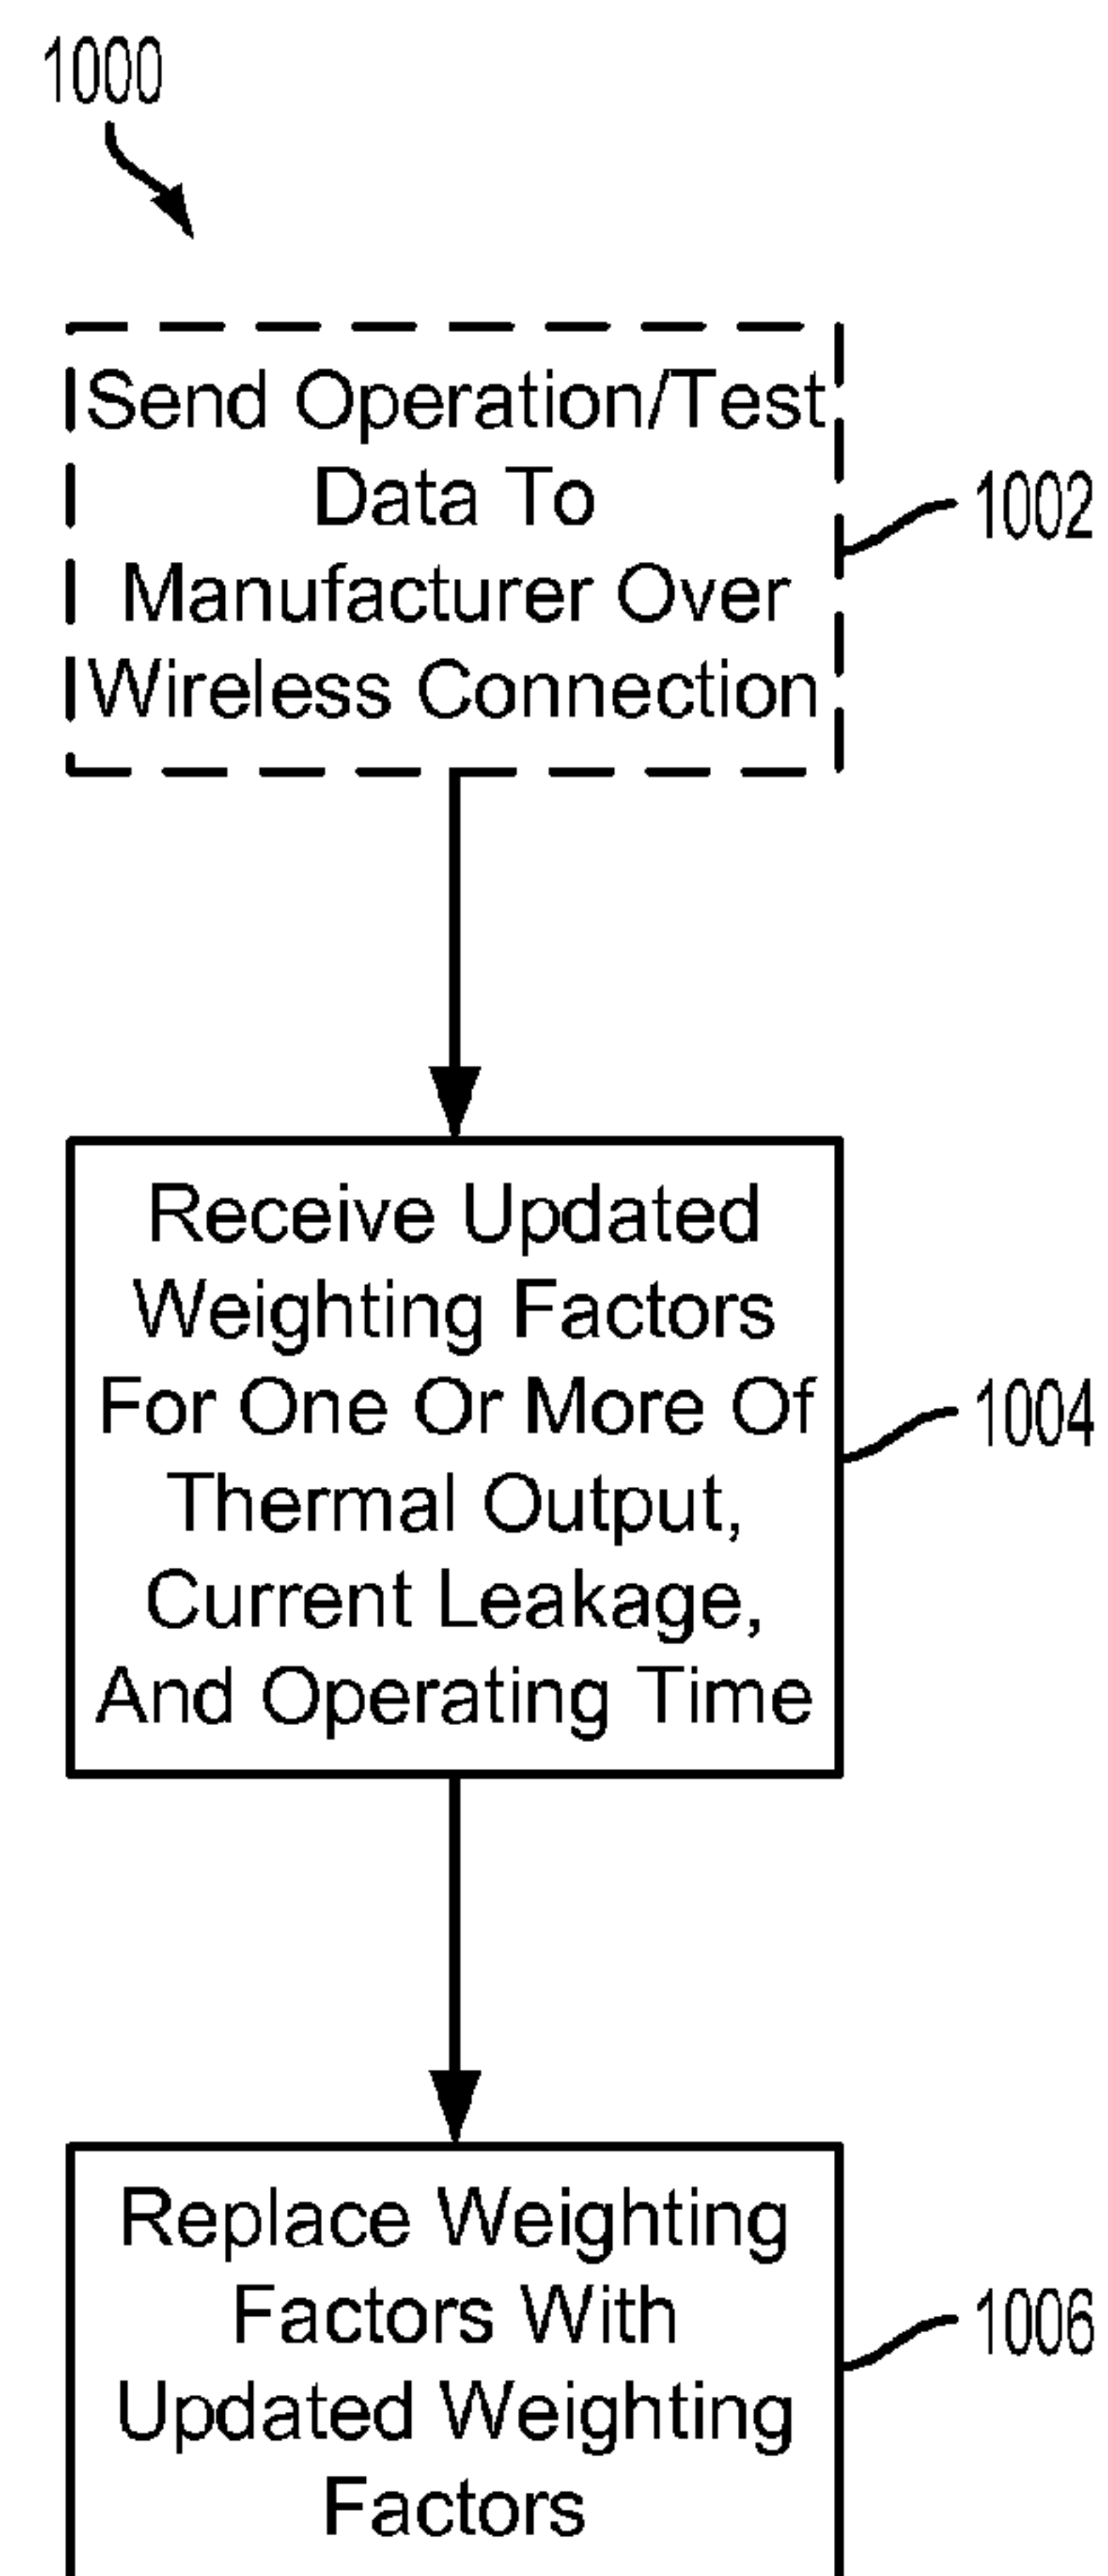 1000
Send Operation/Test
Data To
Manufacturer Over
Wireless Connection
1002
Receive Updated
Weighting Factors
For One Or More Of
Thermal Output,
Current Leakage,
And Operating Time
1004
Replace Weighting
Factors With
Updated Weighting
Factors
1006